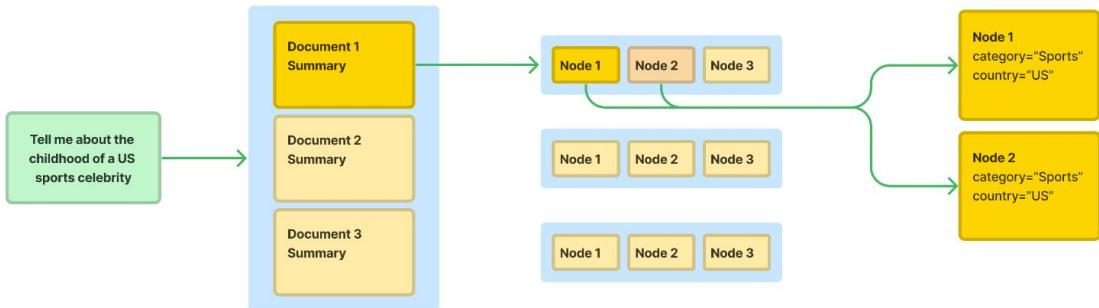 Tell me about the
childhood of a US
sports celebrity
Document 1
Summary
Document 2
Summary
Document 3
Summary
Node 1
Node 2
Node 3
Node 1
Node 2
Node 3
Node 1
Node 2
Node 3
Node 1
category=”Sports”
country=”US”
Node 2
category=”Sports”
country=”US”